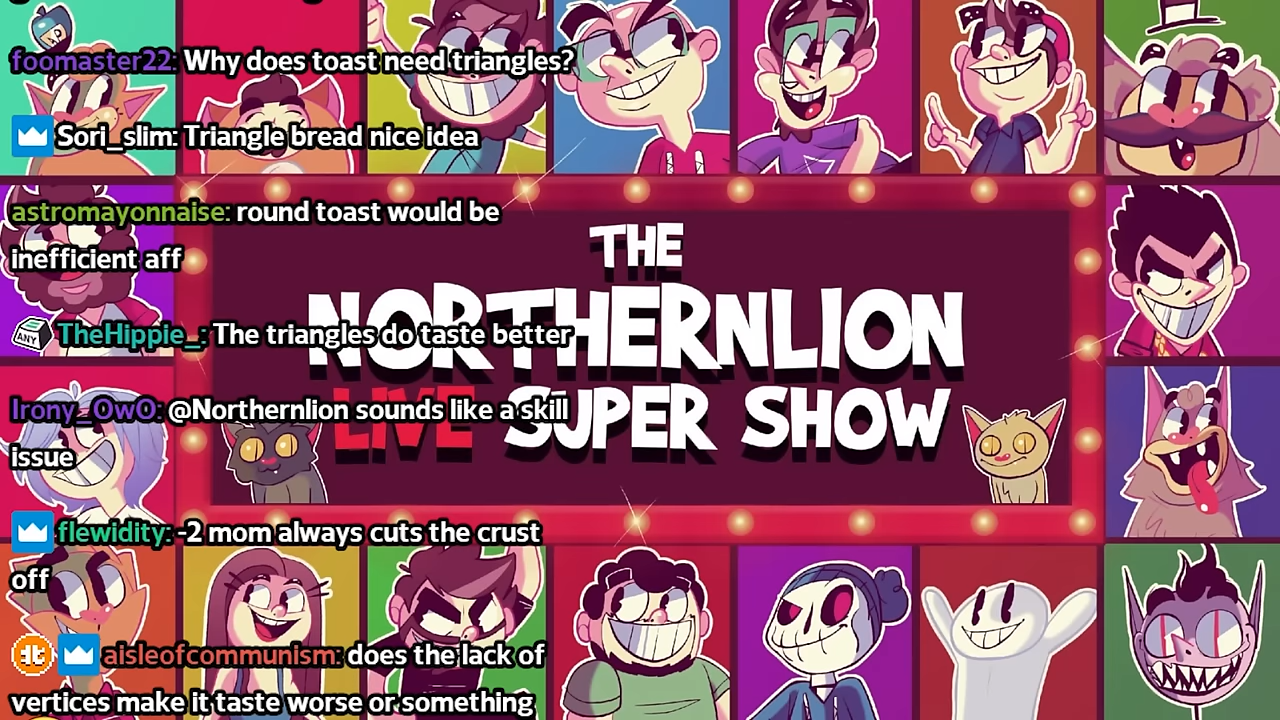 foomaster22: Why does toast need triangles?
Sori_slim: Triangle bread nice idea
astromayonnaise: round toast would be
inefficient aff
ANY
TheHippie_: The triangles do taste better
Irony_OwO: @Northernlion sounds like a skill
issue
flewidity: -2 mom always cuts the crust
off
aisleofcommunism: does the lack of
vertices make it taste worse or something
THE
NORTHERNLION
LIVE SUPER SHOW